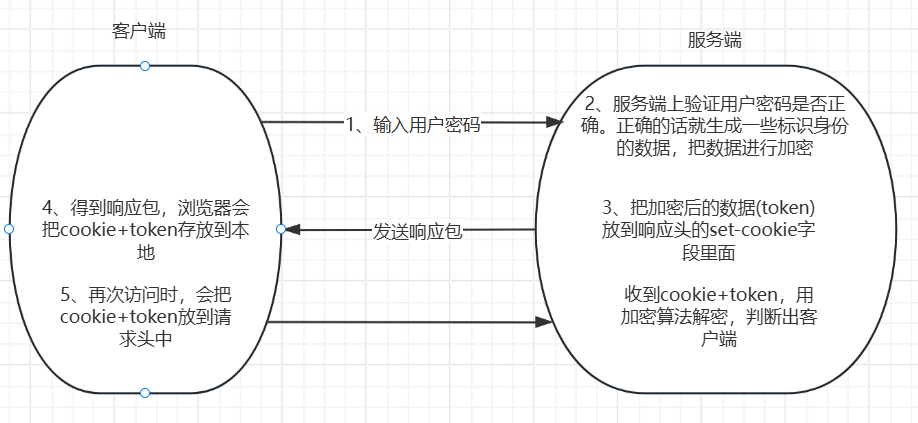 客户端
服务端
1、输入用户密码
2、服务端上验证用户密码是否正
确。正确的话就生成一些标识身份
的数据，把数据进行加密
3、把加密后的数据(token)
放到响应头的set-cookie字
段里面
发送响应包
4、得到响应包，浏览器会
把cookie+token存放到本
地
5、再次访问时，会把
cookie+token放到请
求头中
收到cookie+token，用
加密算法解密，判断出客
户端